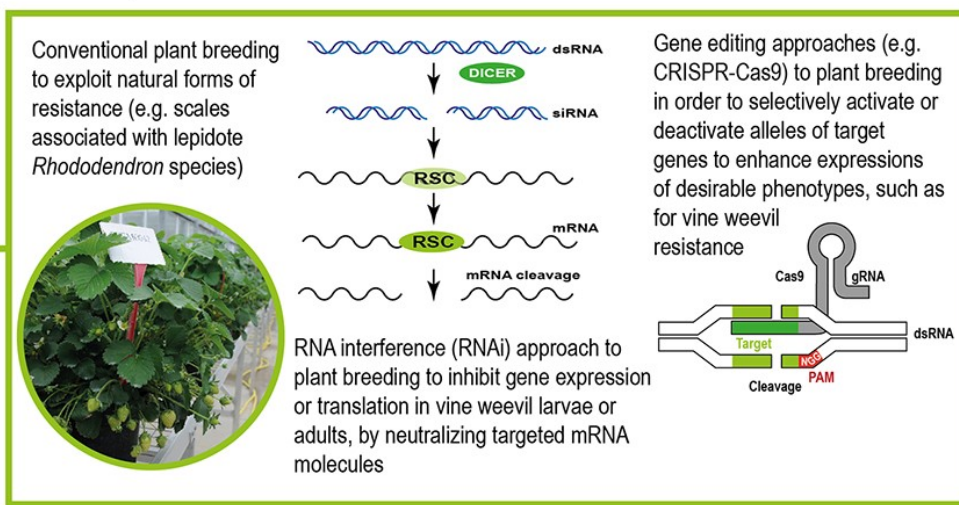 Conventional plant breeding
to exploit natural forms of
resistance (e.g. scales
associated with lepidote
Rhododendron species)
dsRNA
DICER
siRNA
RSC
RSC
mRNA
mRNA cleavage
RNA interference (RNAi) approach to
plant breeding to inhibit gene expression
or translation in vine weevil larvae or
adults, by neutralizing targeted mRNA
molecules
Gene editing approaches (e.g.
CRISPR-Cas9) to plant breeding
in order to selectively activate or
deactivate alleles of target
genes to enhance expressions
of desirable phenotypes, such as
for vine weevil
resistance
Cas9
gRNA
Target
dsRNA
NGG
Cleavage
PAM